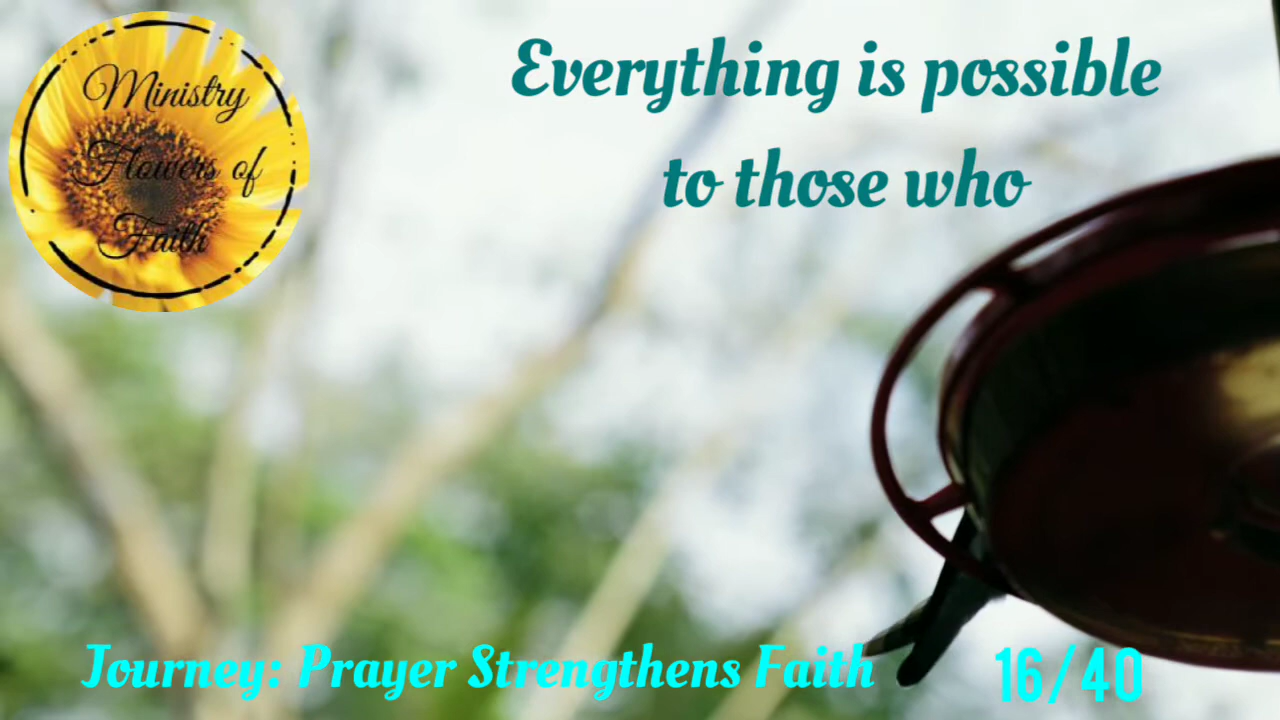 Ministry
Flowers of
Faith
Everything is possible
to those who
Journey: Prayer Strengthens Faith
16/40